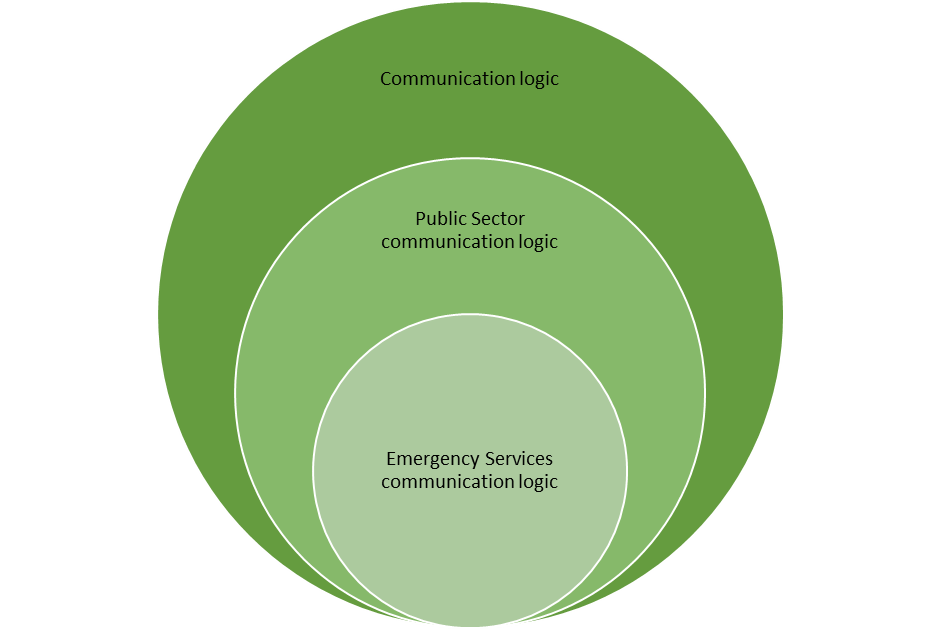 Communication logic
Public Sector
communication logic
Emergency Services
communication logic